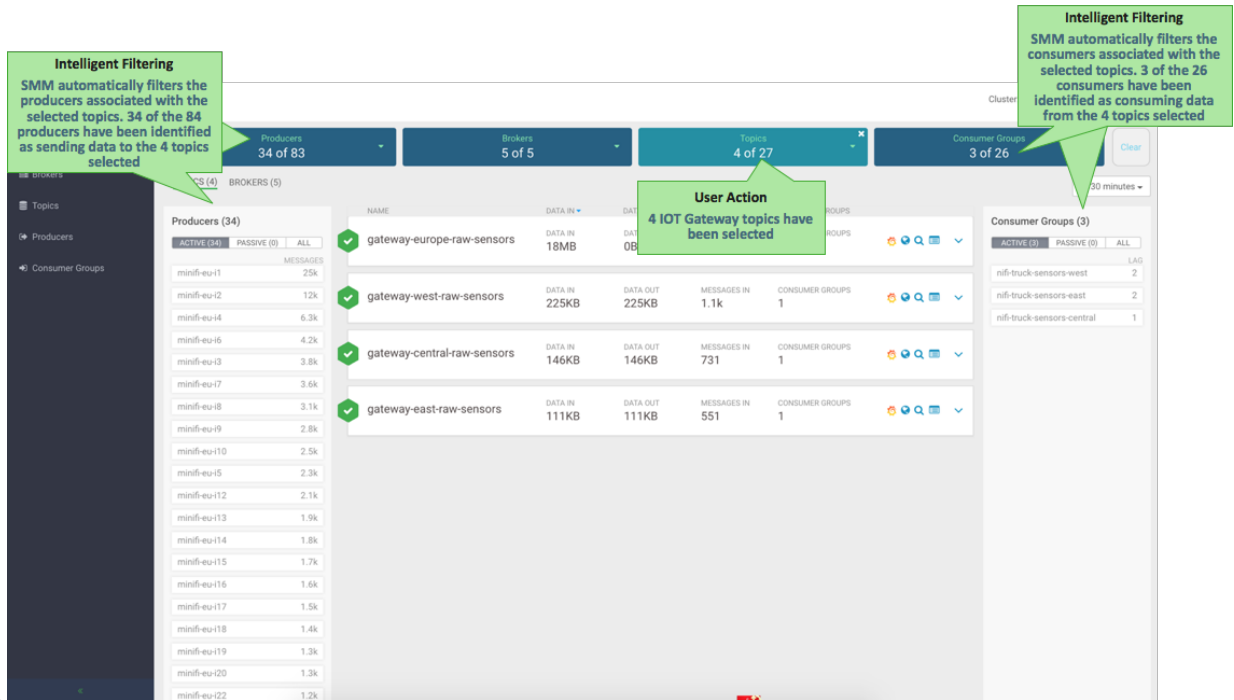 Intelligent Filtering
SMM automatically filters the
producers associated with the
selected topics. 34 of the 84
producers have been identified
as sending data to the 4 topics
selected
Intelligent Filtering
SMM automatically filters the
consumers associated with the
selected topics. 3 of the 26
consumers have been
identified as consuming data
from the 4 topics selected
Cluster
Producers
34 of 83
Brokers
5 of 5
Topics
4 of 27
Consumer Groups
3 of 26
Clear
Brokers
Topics
Producers
Consumer Groups
(4) BROKERS (5)
30 minutes
User Action
4 IOT Gateway topics have
been selected
Producers (34)
ACTIVE (34) PASSIVE (0) ALL
MESSAGES
minifi-eu-i1 25k
minifi-eu-i2 12k
minifi-eu-i4 6.3k
minifi-eu-i6 4.2k
minifi-eu-i3 3.8k
minifi-eu-i7 3.6k
minifi-eu-i8 3.1k
minifi-eu-i9 2.8k
minifi-eu-i10 2.5k
minifi-eu-i5 2.3k
minifi-eu-i12 2.1k
minifi-eu-i13 1.9k
minifi-eu-i14 1.8k
minifi-eu-i15 1.7k
minifi-eu-i16 1.6k
minifi-eu-i17 1.5k
minifi-eu-i18 1.4k
minifi-eu-i19 1.3k
minifi-eu-i20 1.3k
minifi-eu-i22 1.2k
NAME DATA IN
DATA IN
gateway-europe-raw-sensors 18MB 0B
DATA IN DATA OUT MESSAGES IN CONSUMER GROUPS
gateway-west-raw-sensors 225KB 225KB 1.1k 1
DATA IN DATA OUT MESSAGES IN CONSUMER GROUPS
gateway-central-raw-sensors 146KB 146KB 731 1
DATA IN DATA OUT MESSAGES IN CONSUMER GROUPS
gateway-east-raw-sensors 111KB 111KB 551 1
Consumer Groups (3)
ACTIVE (3) PASSIVE (0) ALL
LAG
nifi-truck-sensors-west 2
nifi-truck-sensors-east 2
nifi-truck-sensors-central 1